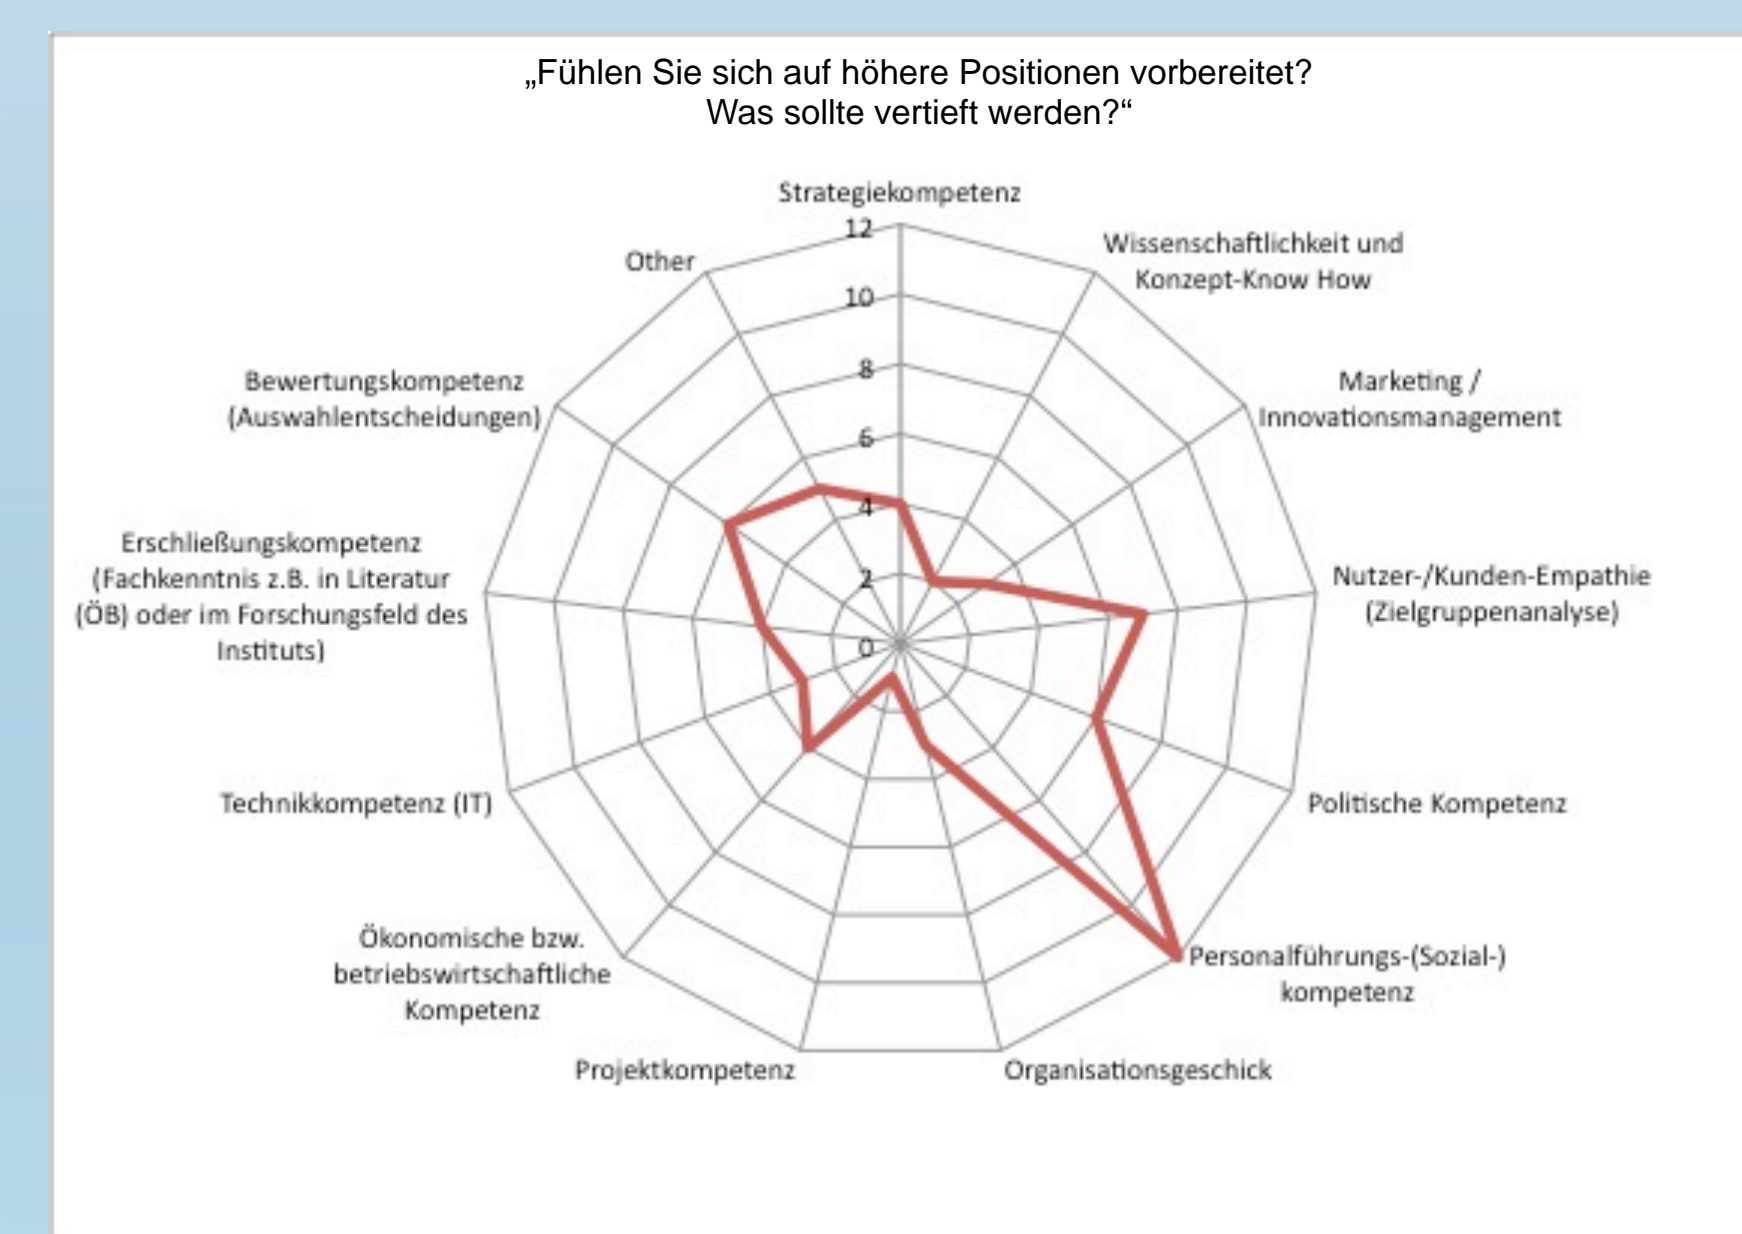 „Fühlen Sie sich auf höhere Positionen vorbereitet?
Was sollte vertieft werden?“
Strategiekompetenz
12
10
8
6
4
2
0
Wissenschaftlichkeit und
Konzept-Know How
Marketing /
Innovationsmanagement
Nutzer-/Kunden-Empathie
(Zielgruppenanalyse)
Politische Kompetenz
Personalführungs-(Sozial-)
kompetenz
Organisationsgeschick
Projektkompetenz
Ökonomische bzw.
betriebswirtschaftliche
Kompetenz
Technikkompetenz (IT)
Erschließungskompetenz
(Fachkenntnis z.B. in Literatur
(ÖB) oder im Forschungsfeld des
Instituts)
Bewertungskompetenz
(Auswahlentscheidungen)
Other